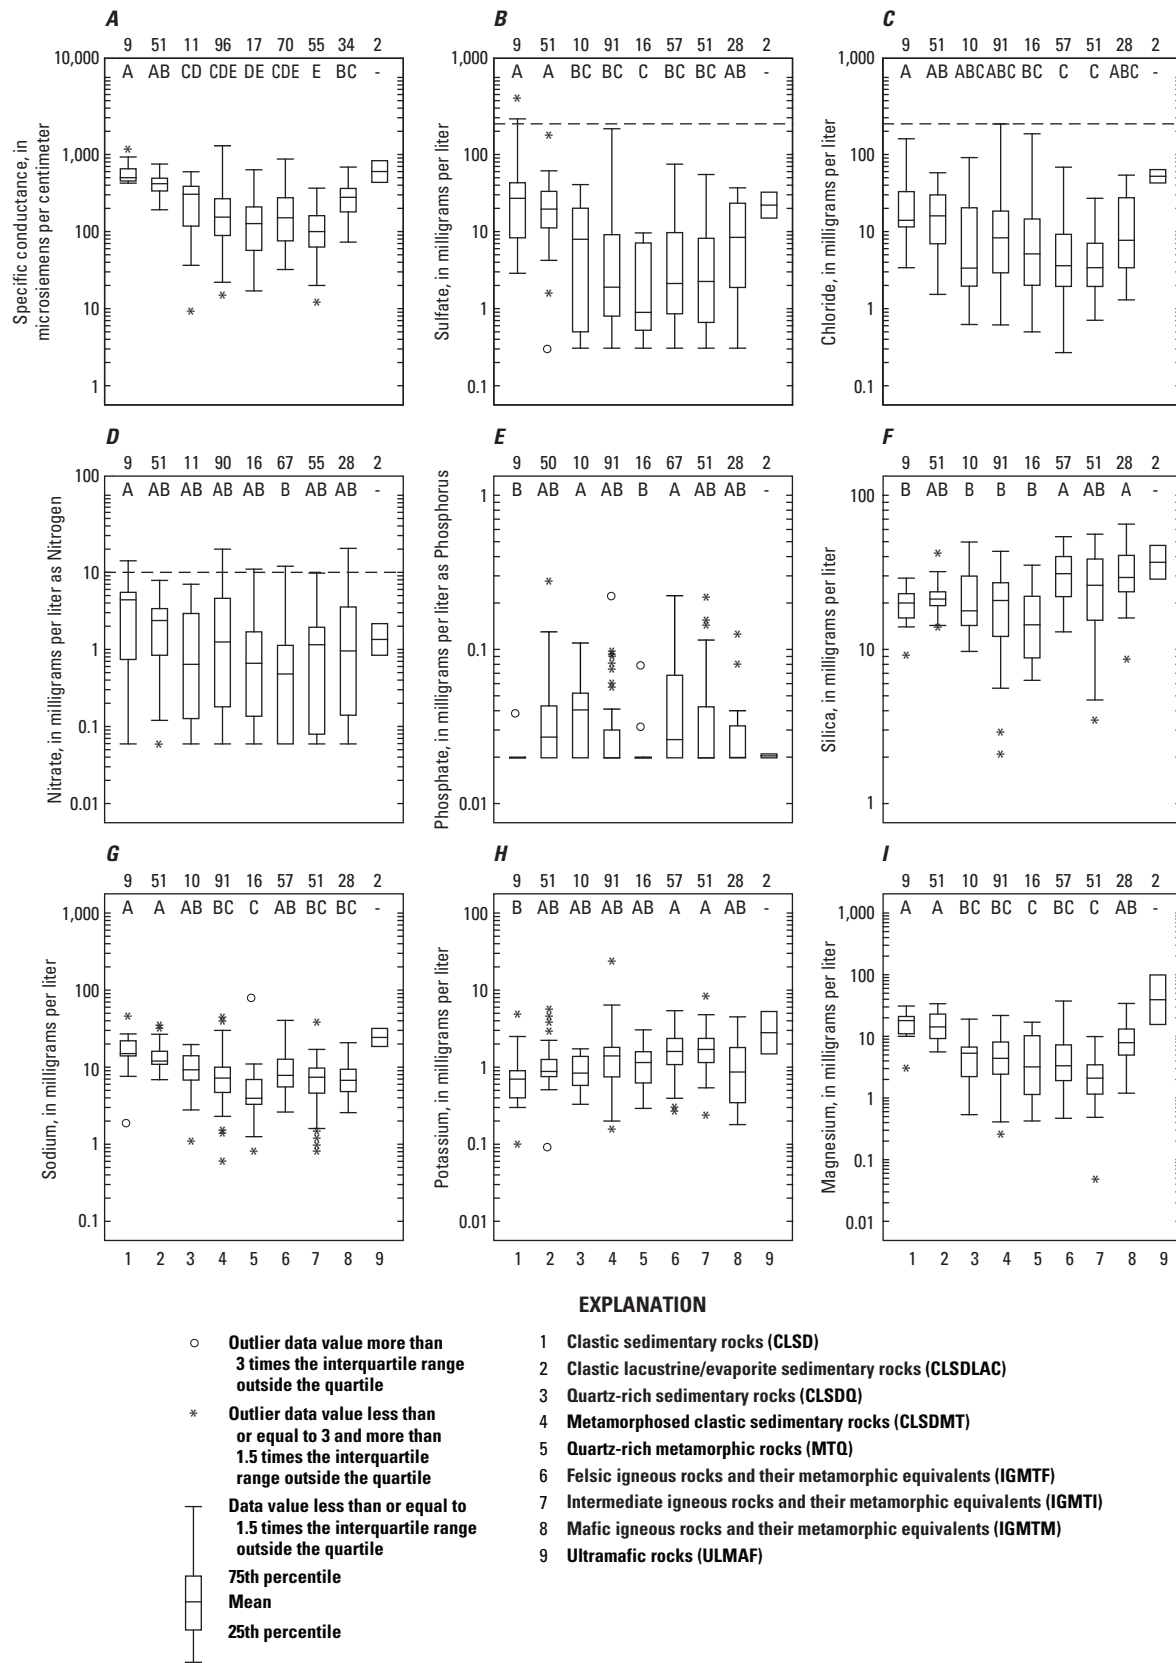 A
9 51 11 96 17 70 55 34 2
A AB CD CDE DE CDE E BC -
10,000
1,000
100
10
1
Specific conductance, in
microsiemens per centimeter
B
9 51 10 91 16 57 51 28 2
A A BC BC C BC BC AB -
1,000
100
10
1
0.1
Sulfate, in milligrams per liter
C
9 51 10 91 16 57 51 28 2
A AB ABC ABC BC C C ABC -
1,000
100
10
1
0.1
Chloride, in milligrams per liter
D
9 51 11 90 16 67 55 28 2
A AB AB AB AB B AB AB -
100
10
1
0.1
0.01
Nitrate, in milligrams per liter as Nitrogen
E
9 50 10 91 16 67 51 28 2
B AB A AB B A AB AB -
1
0.1
0.01
Phosphate, in milligrams per liter as Phosphorus
F
9 51 10 91 16 57 51 28 2
B AB B B B A AB A -
100
10
1
Silica, in milligrams per liter
G
9 51 10 91 16 57 51 28 2
A A AB BC C AB BC BC -
1,000
100
10
1
0.1
Sodium, in milligrams per liter
1 2 3 4 5 6 7 8 9
H
9 51 10 91 16 57 51 28 2
B AB AB AB AB A A AB -
100
10
1
0.1
0.01
Potassium, in milligrams per liter
1 2 3 4 5 6 7 8 9
I
9 51 10 91 16 57 51 28 2
A A BC BC C BC C AB -
1,000
100
10
1
0.1
0.01
Magnesium, in milligrams per liter
1 2 3 4 5 6 7 8 9
EXPLANATION
Outlier data value more than
3 times the interquartile range
outside the quartile
Outlier data value less than
or equal to 3 and more than
1.5 times the interquartile
range outside the quartile
Data value less than or equal to
1.5 times the interquartile range
outside the quartile
75th percentile
Mean
25th percentile
1 Clastic sedimentary rocks (CLSD)
2 Clastic lacustrine/evaporite sedimentary rocks (CLSDLAC)
3 Quartz-rich sedimentary rocks (CLSDQ)
4 Metamorphosed clastic sedimentary rocks (CLSDMT)
5 Quartz-rich metamorphic rocks (MTQ)
6 Felsic igneous rocks and their metamorphic equivalents (IGMTF)
7 Intermediate igneous rocks and their metamorphic equivalents (IGMTI)
8 Mafic igneous rocks and their metamorphic equivalents (IGMTM)
9 Ultramafic rocks (ULMAF)